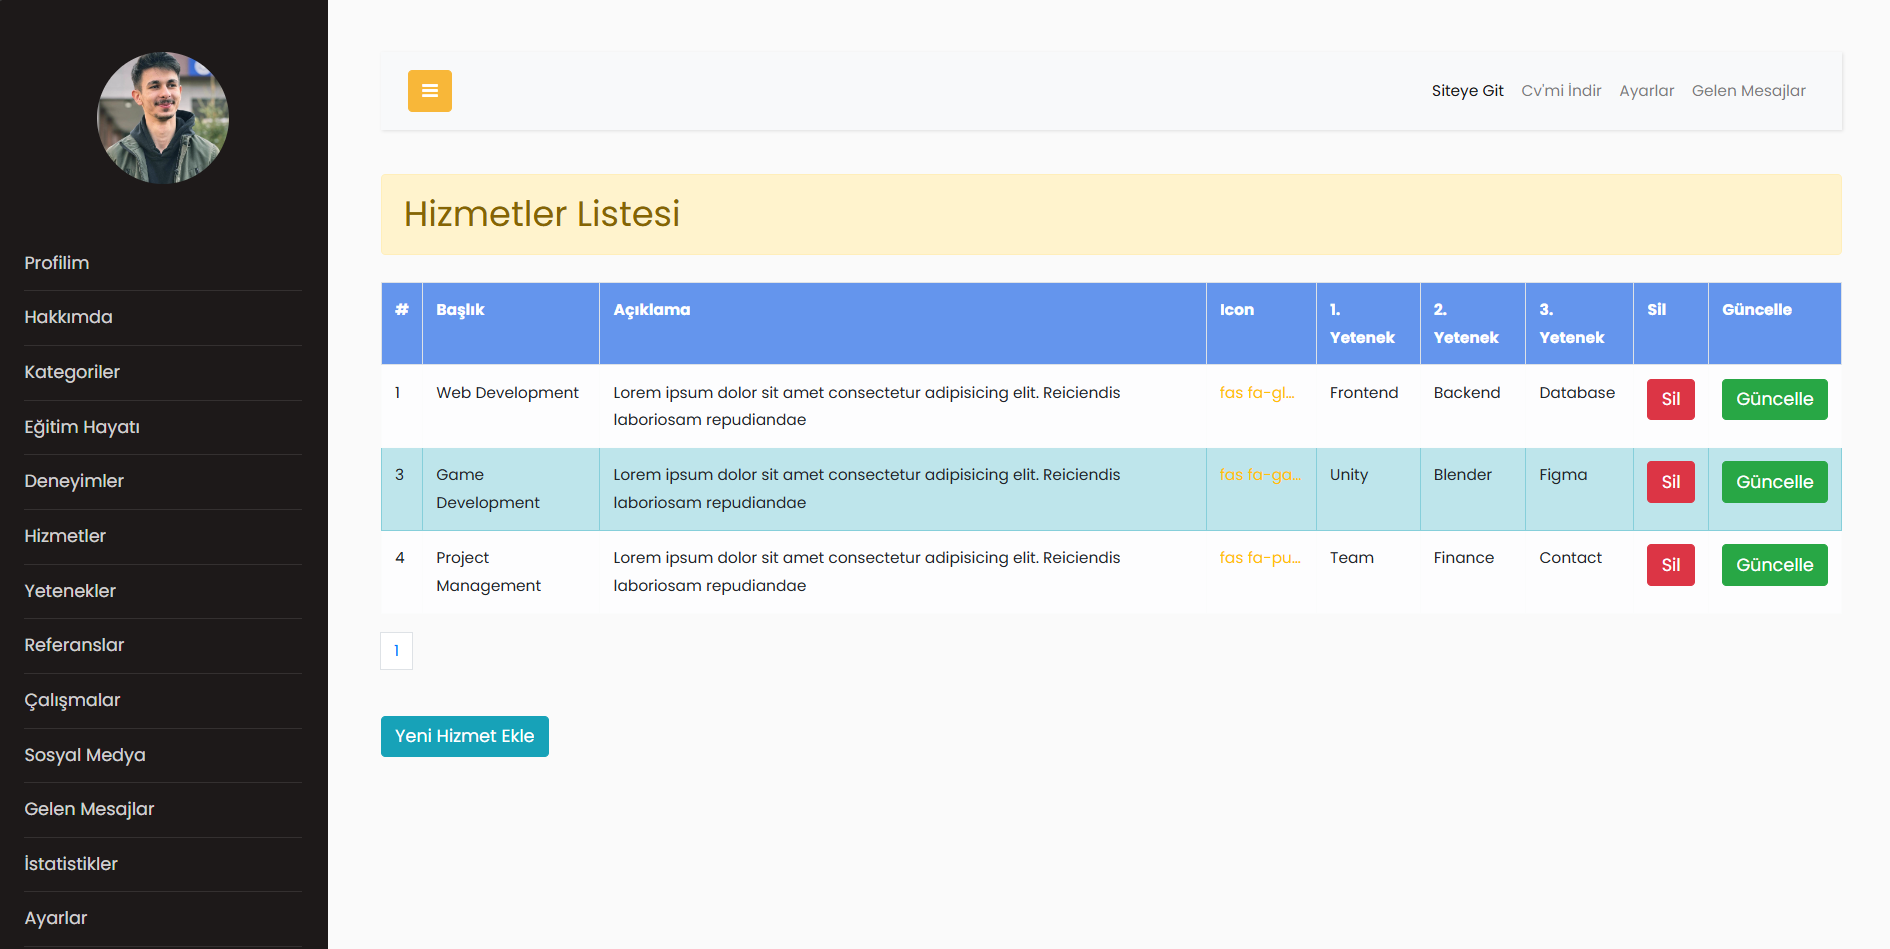 Profilim
Hakkımda
Kategoriler
Eğitim Hayatı
Deneyimler
Hizmetler
Yetenekler
Referanslar
Çalışmalar
Sosyal Medya
Gelen Mesajlar
İstatistikler
Ayarlar
Siteye Git Cv'mi İndir Ayarlar Gelen Mesajlar
Hizmetler Listesi
# Başlık Açıklama Icon 1. Yetenek 2. Yetenek 3. Yetenek Sil Güncelle
1 Web Development Lorem ipsum dolor sit amet consectetur adipisicing elit. Reiciendis fas fa-gl... Frontend Backend Database Sil Güncelle
laboriosam repudiandae
3 Game Lorem ipsum dolor sit amet consectetur adipisicing elit. Reiciendis fas fa-ga... Unity Blender Figma Sil Güncelle
Development laboriosam repudiandae
4 Project Lorem ipsum dolor sit amet consectetur adipisicing elit. Reiciendis fas fa-pu... Team Finance Contact Sil Güncelle
Management laboriosam repudiandae
1
Yeni Hizmet Ekle